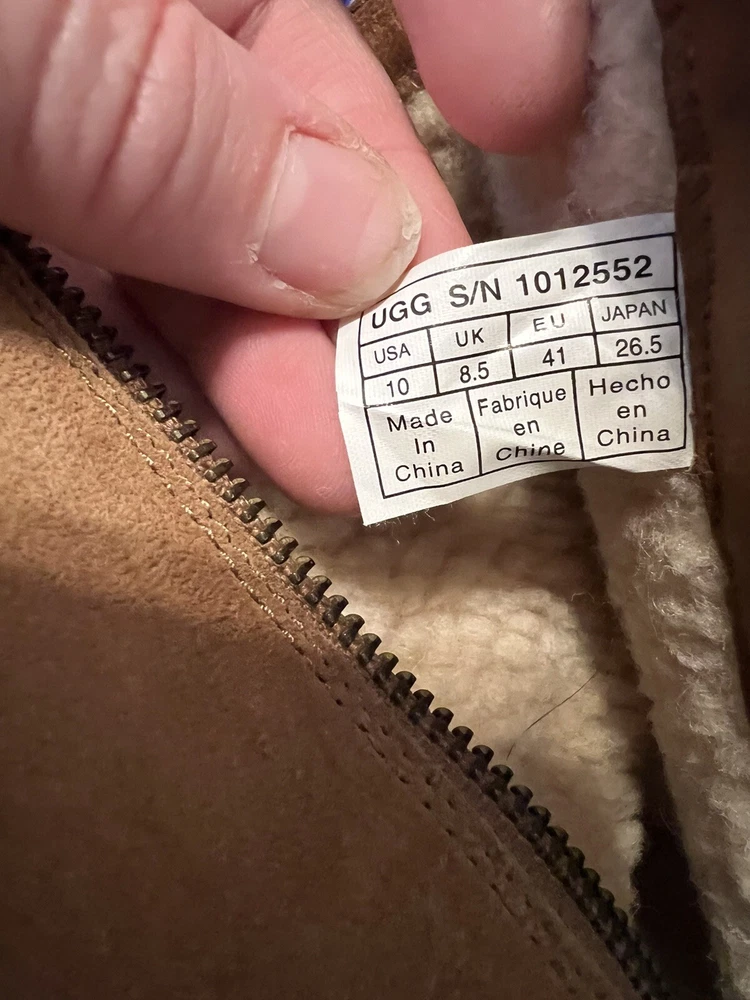 UGG S/N 1012552
USA UK EU JAPAN
10 8.5 41 26.5
Made In China
Fabrique en Chine
Hecho en China